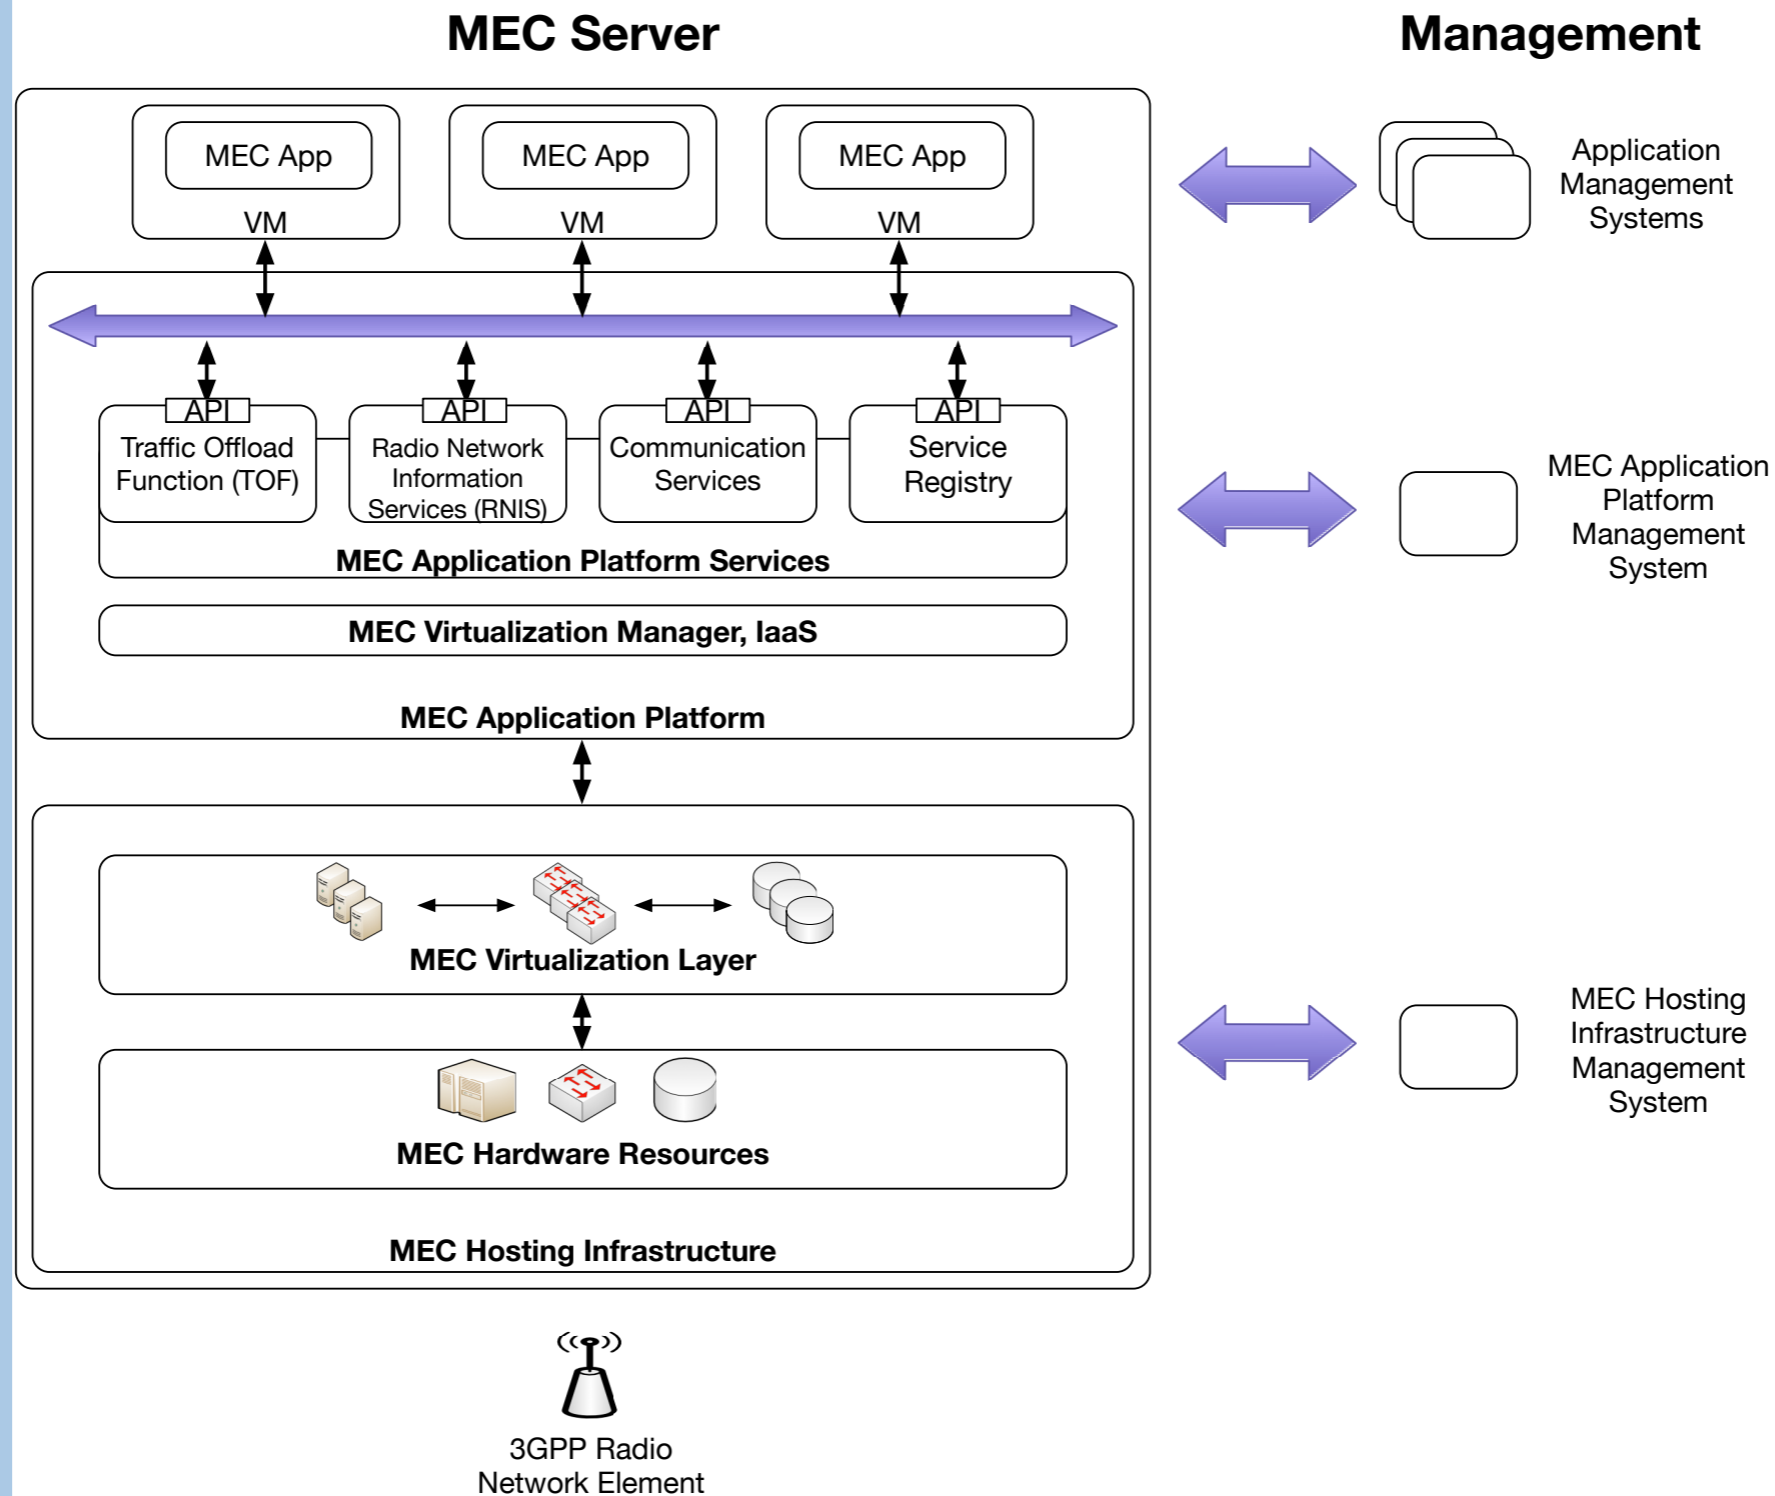 MEC Server
Management
MEC App
MEC App
MEC App
VM
VM
VM
Application
Management
Systems
API
API
API
API
Traffic Offload
Function (TOF)
Radio Network
Information
Services (RNIS)
Communication
Services
Service
Registry
MEC Application Platform Services
MEC Application
Platform
Management
System
MEC Virtualization Manager, IaaS
MEC Application Platform
MEC Virtualization Layer
MEC Hardware Resources
MEC Hosting
Infrastructure
Management
System
MEC Hosting Infrastructure
3GPP Radio
Network Element